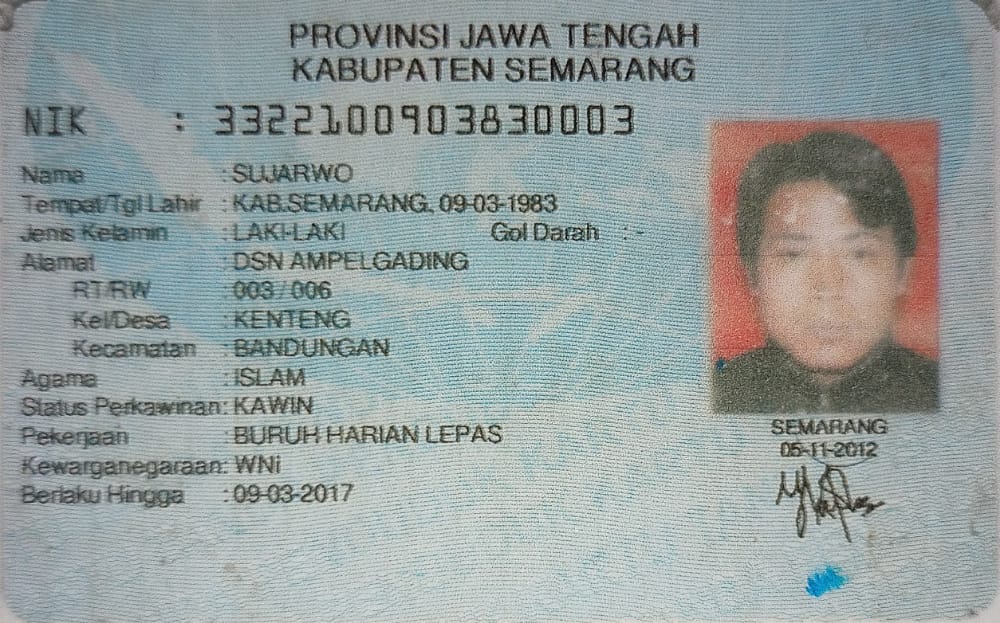 PROVINSI JAWA TENGAH
KABUPATEN SEMARANG
NIK : 3322100903830003
Nama : SUJARWO
Tempat/Tgl Lahir : KAB.SEMARANG, 09-03-1983
Jenis Kelamin : LAKI-LAKI Gol Darah : -
Alamat : DSN AMPELGADING
RT/RW : 003 / 006
Kel/Desa : KENTENG
Kecamatan : BANDUNGAN
Agama : ISLAM
Status Perkawinan: KAWIN
Pekerjaan : BURUH HARIAN LEPAS
Kewarganegaraan: WNI
Berlaku Hingga : 09-03-2017
SEMARANG
05-11-2012